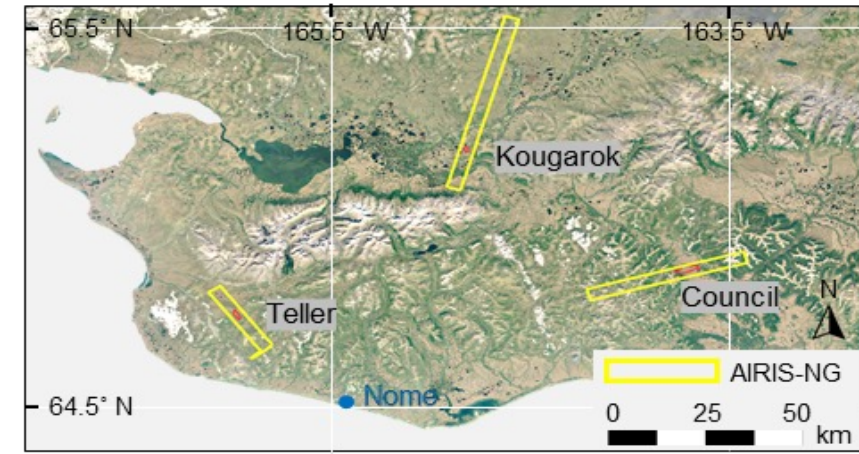 65.5° N
165.5° W
163.5° W
Kougarok
Council
Teller
N
Nome
AIRIS-NG
64.5° N
0 25 50
km